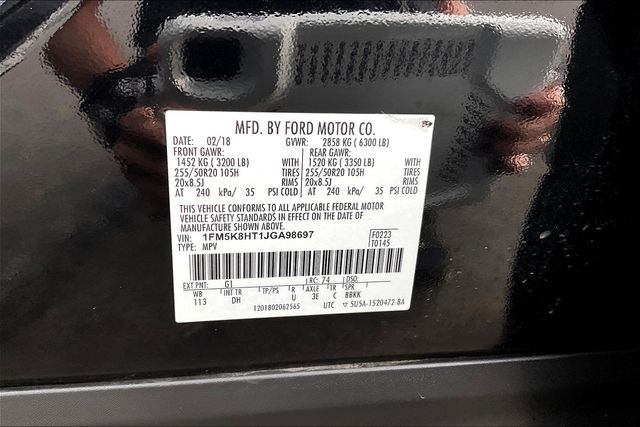 MFD. BY FORD MOTOR CO.
DATE: 02/18 GVWR: 2858 KG ( 6300 LB)
FRONT GAWR: REAR GAWR:
1452 KG ( 3200 LB) WITH 1520 KG ( 3350 LB) WITH
255/50R20 105H TIRES 255/50R20 105H TIRES
20x8.5J RIMS 20x8.5J RIMS
AT 240 kPa/ 35 PSI COLD AT 240 kPa/ 35 PSI COLD
THIS VEHICLE CONFORMS TO ALL APPLICABLE FEDERAL MOTOR
VEHICLE SAFETY STANDARDS IN EFFECT ON THE DATE OF
MANUFACTURE SHOWN ABOVE.
VIN: 1FM5K8HT1JGA98697 F0223
TYPE: MPV T0145
EXT PNT: G1 RC: 74 DSO:
WB INT TR TP/PS R AXLE TR SPR
113 DH U 3E C BBKK
1201802062565 UTC ▽ 5U5A-1520472-BA